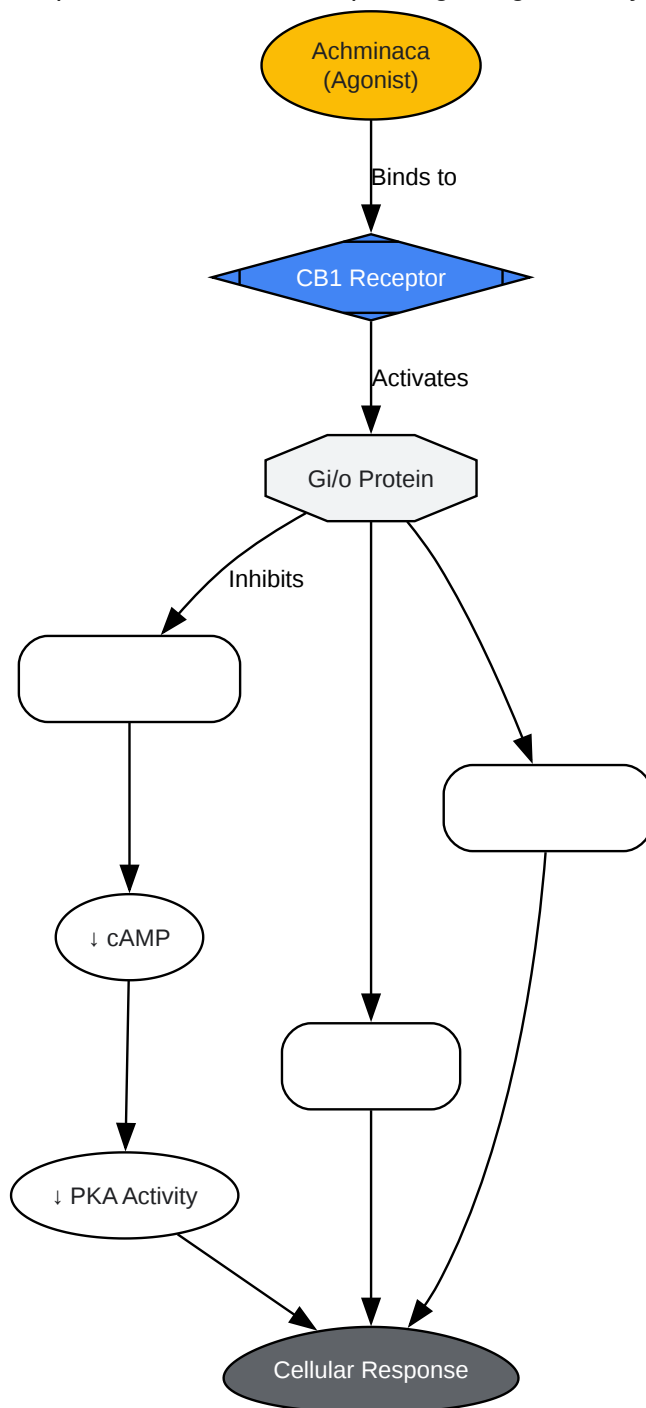 Achminaca
(Agonist)
Binds to
CB1 Receptor
Activates
Gi/o Protein
Inhibits
↓ cAMP
↓ PKA Activity
Cellular Response